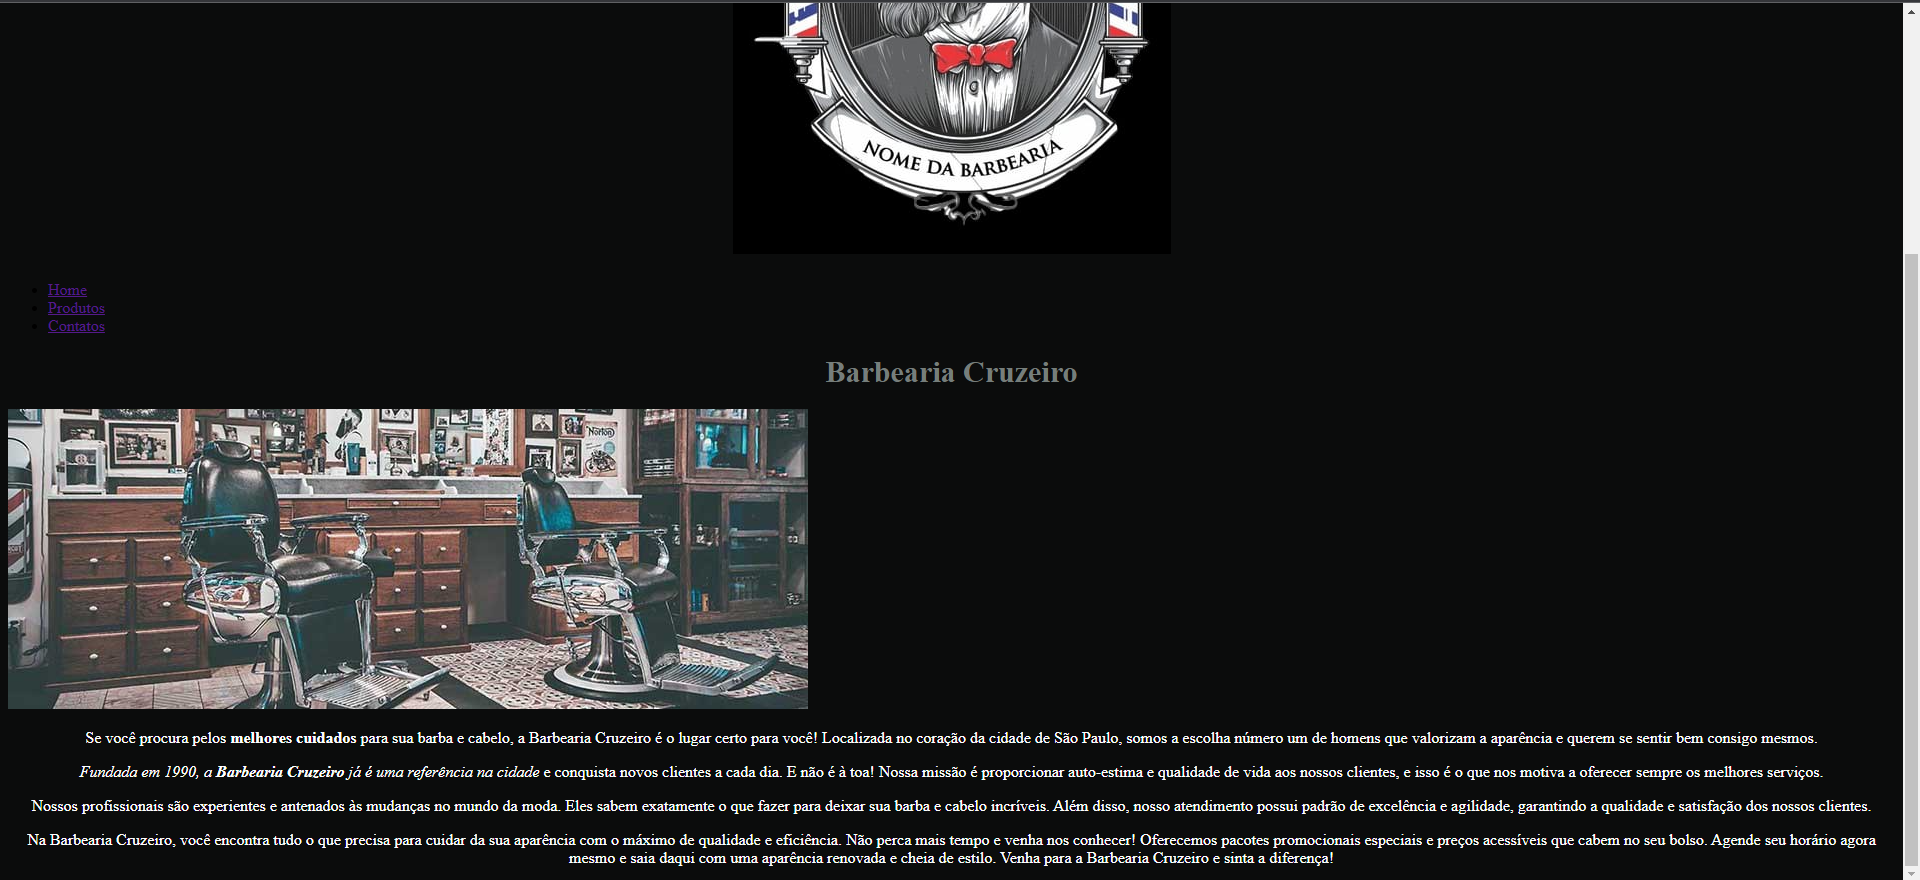 NOME DA BARBEARIA
Home
Produtos
Contatos
Barbearia Cruzeiro
Norton
Se você procura pelos melhores cuidados para sua barba e cabelo, a Barbearia Cruzeiro é o lugar certo para você! Localizada no coração da cidade de São Paulo, somos a escolha número um de homens que valorizam a aparência e querem se sentir bem consigo mesmos.
Fundada em 1990, a Barbearia Cruzeiro já é uma referência na cidade e conquista novos clientes a cada dia. E não é à toa! Nossa missão é proporcionar auto-estima e qualidade de vida aos nossos clientes, e isso é o que nos motiva a oferecer sempre os melhores serviços.
Nossos profissionais são experientes e antenados às mudanças no mundo da moda. Eles sabem exatamente o que fazer para deixar sua barba e cabelo incríveis. Além disso, nosso atendimento possui padrão de excelência e agilidade, garantindo a qualidade e satisfação dos nossos clientes.
Na Barbearia Cruzeiro, você encontra tudo o que precisa para cuidar da sua aparência com o máximo de qualidade e eficiência. Não perca mais tempo e venha nos conhecer! Oferecemos pacotes promocionais especiais e preços acessíveis que cabem no seu bolso. Agende seu horário agora
mesmo e saia daqui com uma aparência renovada e cheia de estilo. Venha para a Barbearia Cruzeiro e sinta a diferença!